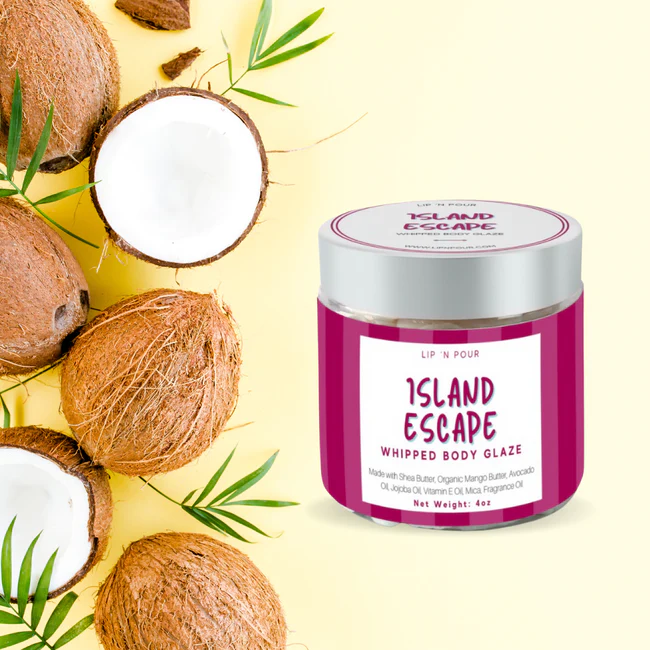 LIP 'N POUR
ISLAND
ESCAPE
WHIPPED BODY GLAZE
WWW.LIPNPOUR.COM
LIP 'N POUR
ISLAND
ESCAPE
WHIPPED BODY GLAZE
Made with Shea Butter, Organic Mango Butter, Avocado
Oil, Jojoba Oil, Vitamin E Oil, Mica, Fragrance Oil
Net Weight: 4oz